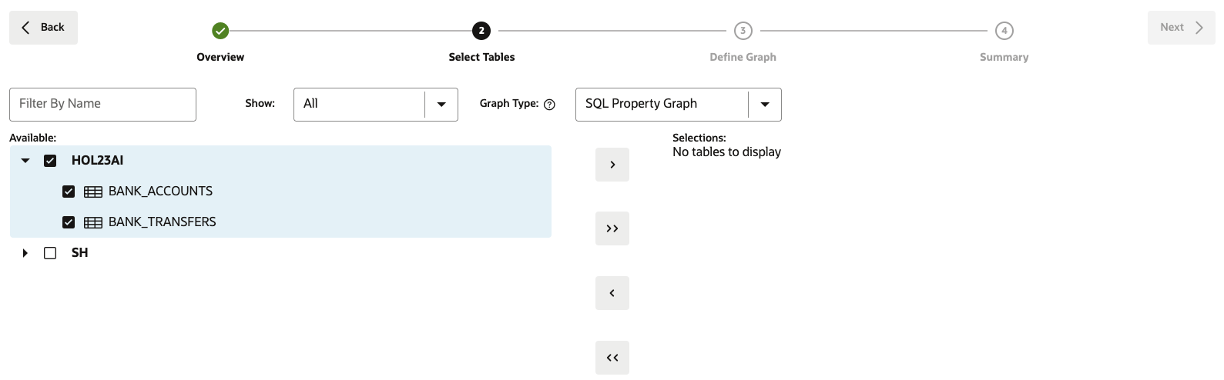 Back
2
3
4
Next
Overview
Select Tables
Define Graph
Summary
Filter By Name
Show:
All
Graph Type: ?
SQL Property Graph
Available:
Selections:
No tables to display
HOL23AI
BANK_ACCOUNTS
BANK_TRANSFERS
SH
>
>>
<
<<